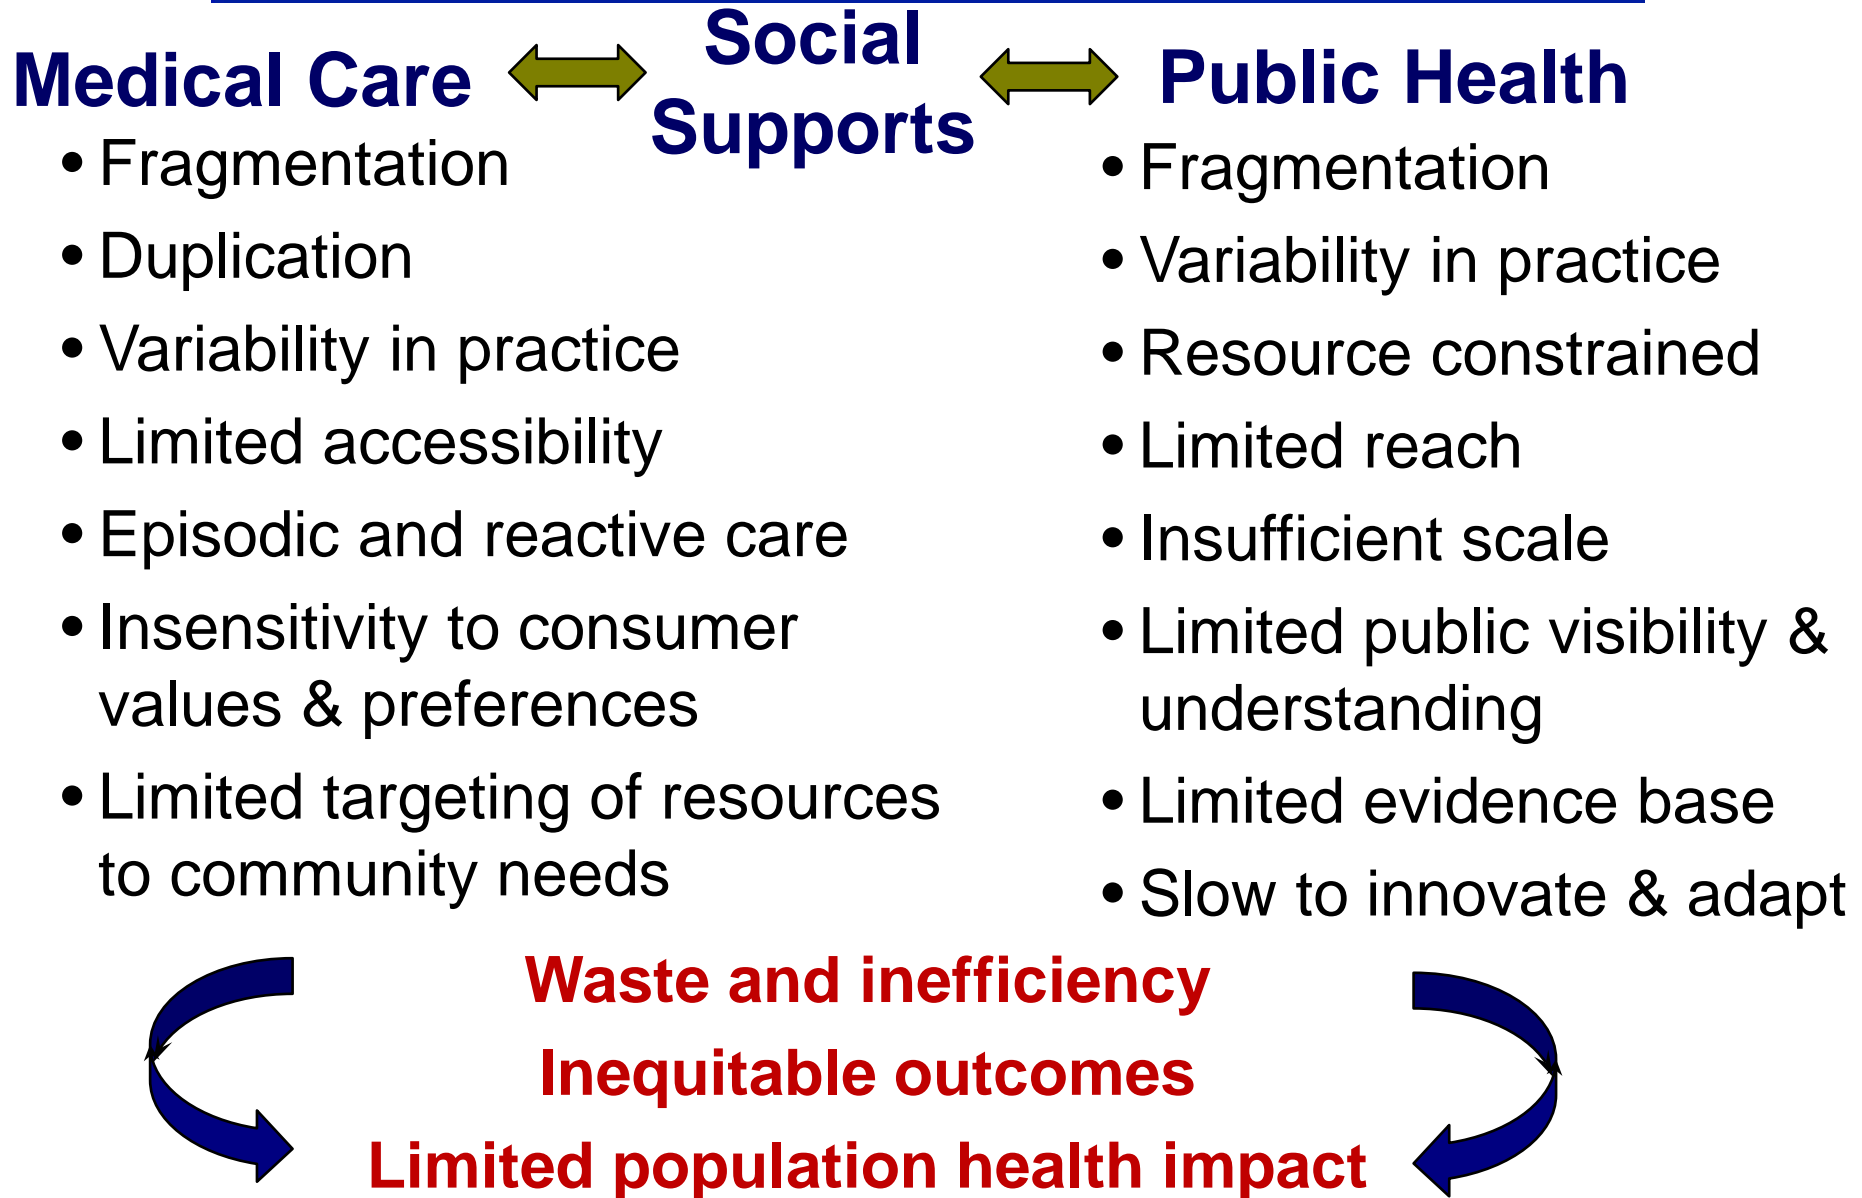 Medical Care
Social
Supports
Public Health
• Fragmentation
• Duplication
• Variability in practice
• Limited accessibility
• Episodic and reactive care
• Insensitivity to consumer
values & preferences
• Limited targeting of resources
to community needs
• Fragmentation
• Variability in practice
• Resource constrained
• Limited reach
• Insufficient scale
• Limited public visibility &
understanding
• Limited evidence base
• Slow to innovate & adapt
Waste and inefficiency
Inequitable outcomes
Limited population health impact